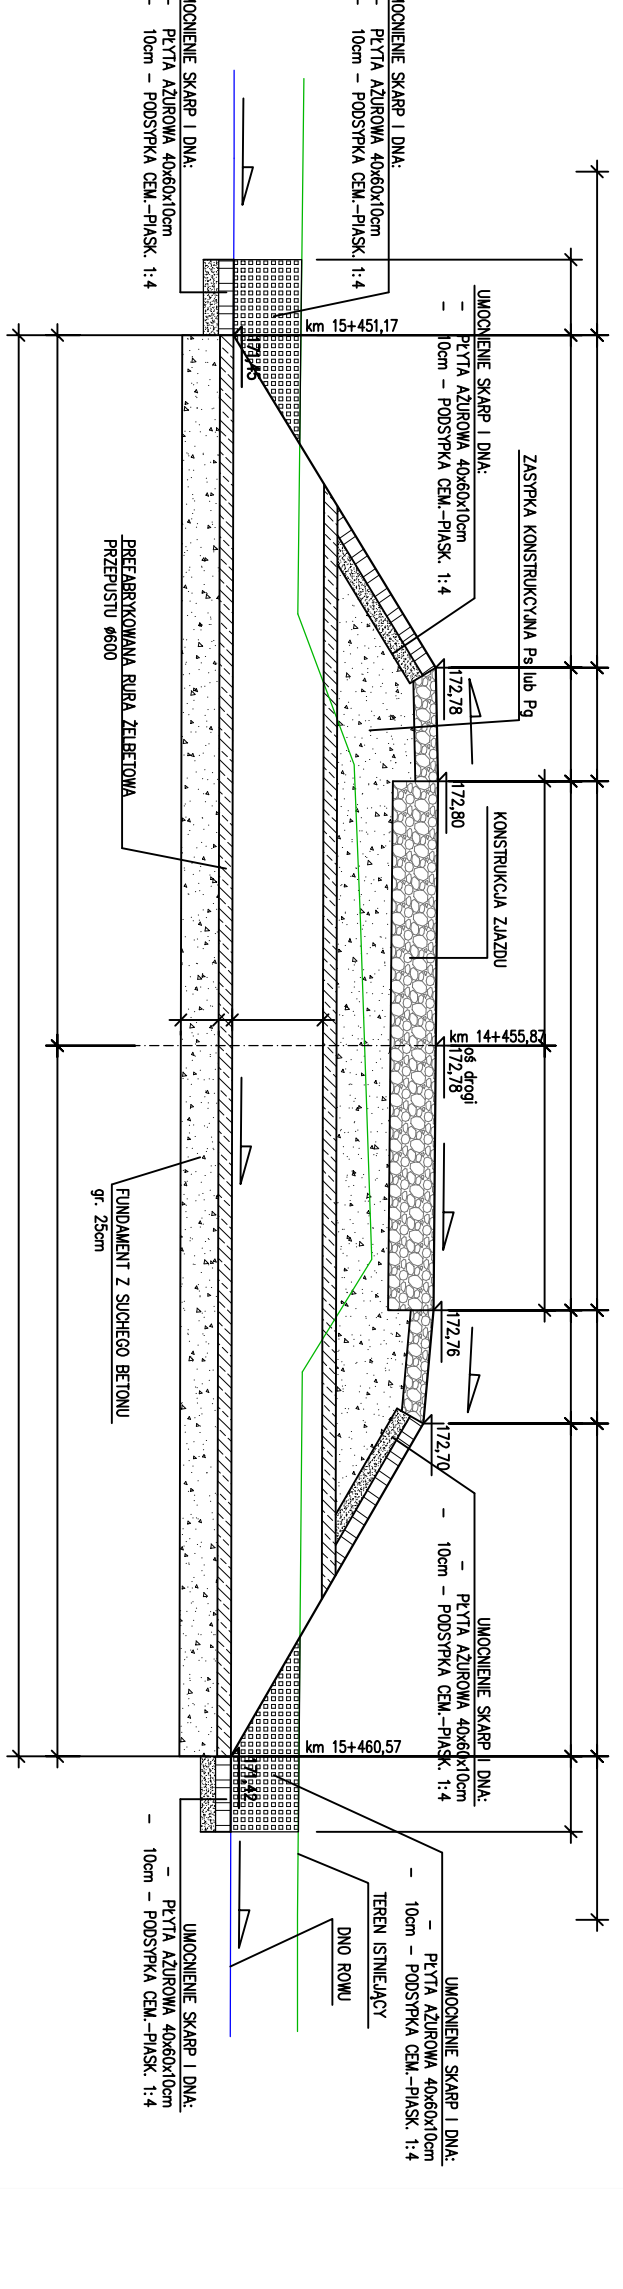 UMOCNIENIE SKARP I DNA:
- PŁYTA AŻUROWA 40x60x10cm
- 10cm - PODSYPKA CEM.-PIASK. 1:4
MOCNIENIE SKARP I DNA:
- PŁYTA AŻUROWA 40x60x10cm
- 10cm - PODSYPKA CEM.-PIASK. 1:4
OCNIENIE SKARP I DNA:
- PŁYTA AŻUROWA 40x60x10cm
- 10cm - PODSYPKA CEM.-PIASK. 1:4
ZASYPKA KONSTRUKCYJNA Ps lub Pg
KONSTRUKCJA ZJAZDU
km 15+451,17
171,45
172,78
172,80
km 14+455,87
oś drogi
172,78
172,76
172,70
km 15+460,57
171,42
PREFABRYKOWANA RURA ŻELBETOWA
PRZEPUSTU ø600
FUNDAMENT Z SUCHEGO BETONU
gr. 25cm
UMOCNIENIE SKARP I DNA:
- PŁYTA AŻUROWA 40x60x10cm
- 10cm - PODSYPKA CEM.-PIASK. 1:4
UMOCNIENIE SKARP I DNA:
- PŁYTA AŻUROWA 40x60x10cm
- 10cm - PODSYPKA CEM.-PIASK. 1:4
TEREN ISTNIEJĄCY
DNO ROWU
UMOCNIENIE SKARP I DNA:
- PŁYTA AŻUROWA 40x60x10cm
- 10cm - PODSYPKA CEM.-PIASK. 1:4